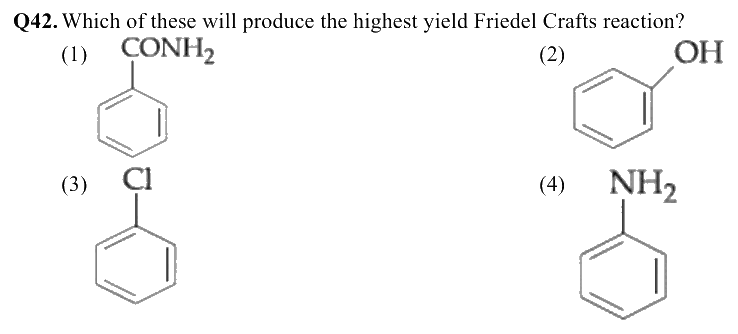 Q42. Which of these will produce the highest yield Friedel Crafts reaction?
(1) CONH₂
(2) OH
(3) Cl
(4) NH₂